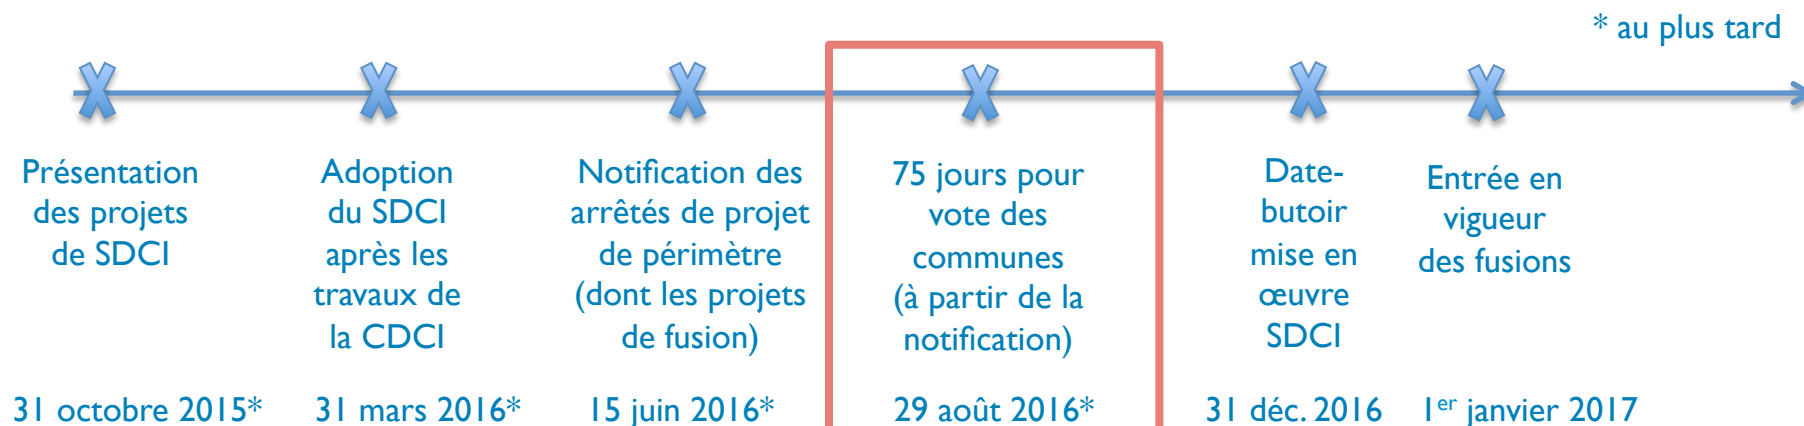 * au plus tard
Présentation
des projets
de SDCI
31 octobre 2015*
Adoption
du SDCI
après les
travaux de
la CDCI
31 mars 2016*
Notification des
arrêtés de projet
de périmètre
(dont les projets
de fusion)
15 juin 2016*
75 jours pour
vote des
communes
(à partir de la
notification)
29 août 2016*
Date-
butoir
mise en
œuvre
SDCI
31 déc. 2016
Entrée en
vigueur
des fusions
1er janvier 2017